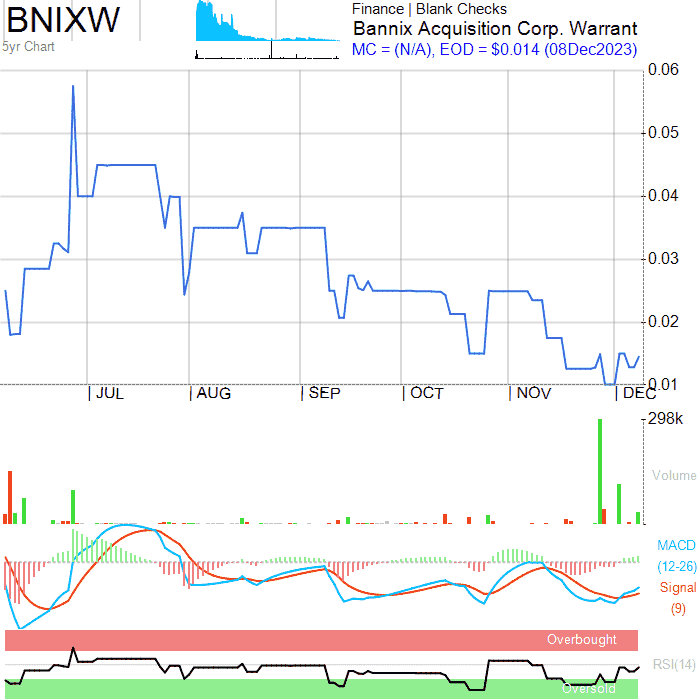 BNIXW
5yr Chart
Finance | Blank Checks
Bannix Acquisition Corp. Warrant
MC = (N/A), EOD = $0.014 (08Dec2023)
0.06
0.05
0.04
0.03
0.02
0.01
JUL AUG SEP OCT NOV DEC
298k
Volume
MACD
(12-26)
Signal
(9)
Overbought
RSI(14)
Oversold